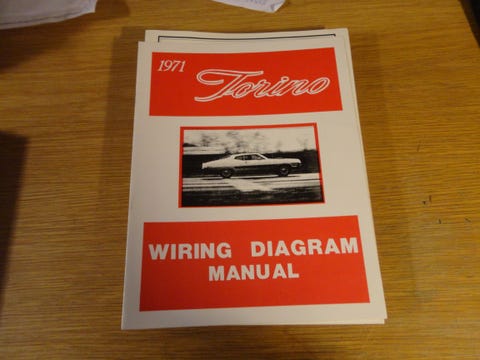 1971
Torino
WIRING DIAGRAM
MANUAL